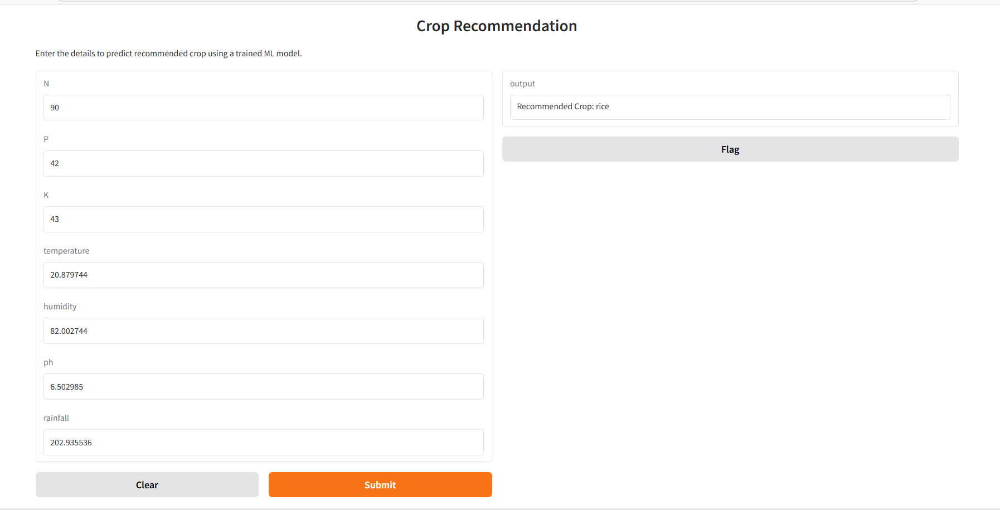 Crop Recommendation
Enter the details to predict recommended crop using a trained ML model.
N
90
P
42
K
43
temperature
20.879744
humidity
82.002744
ph
6.502985
rainfall
202.935536
Clear
Submit
output
Recommended Crop: rice
Flag